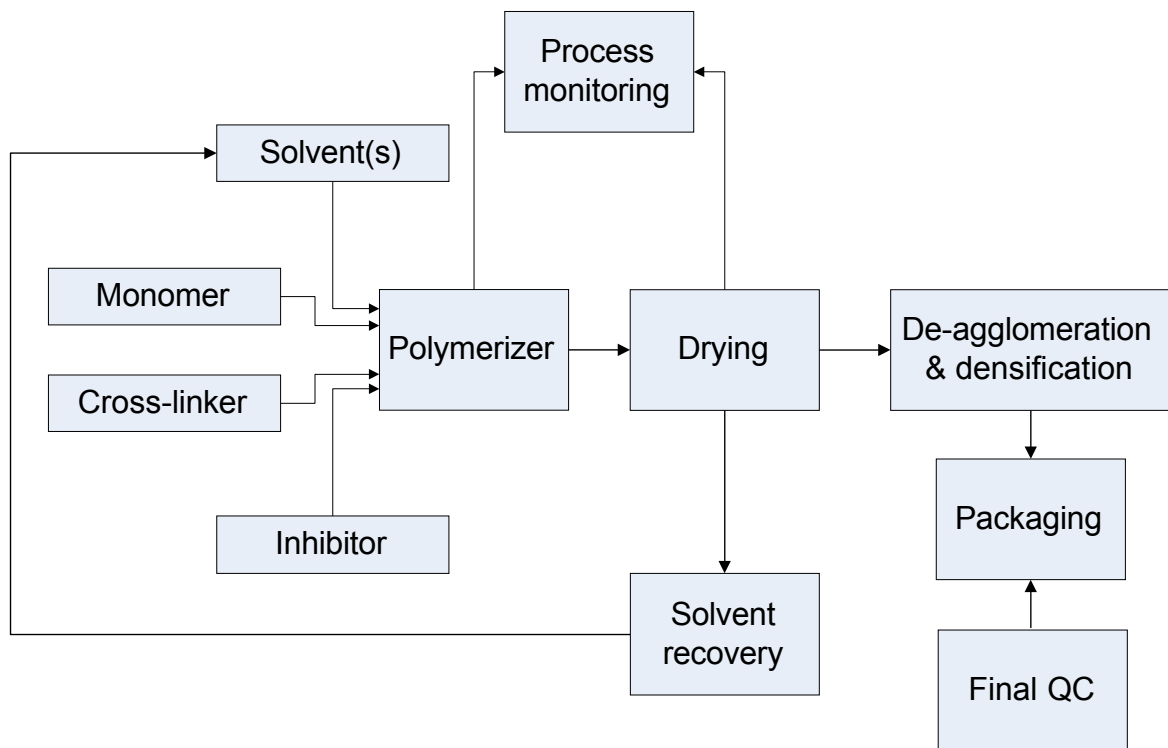 Process
monitoring
Solvent(s)
Monomer
Polymerizer
Drying
De-agglomeration
& densification
Cross-linker
Packaging
Inhibitor
Solvent
recovery
Final QC